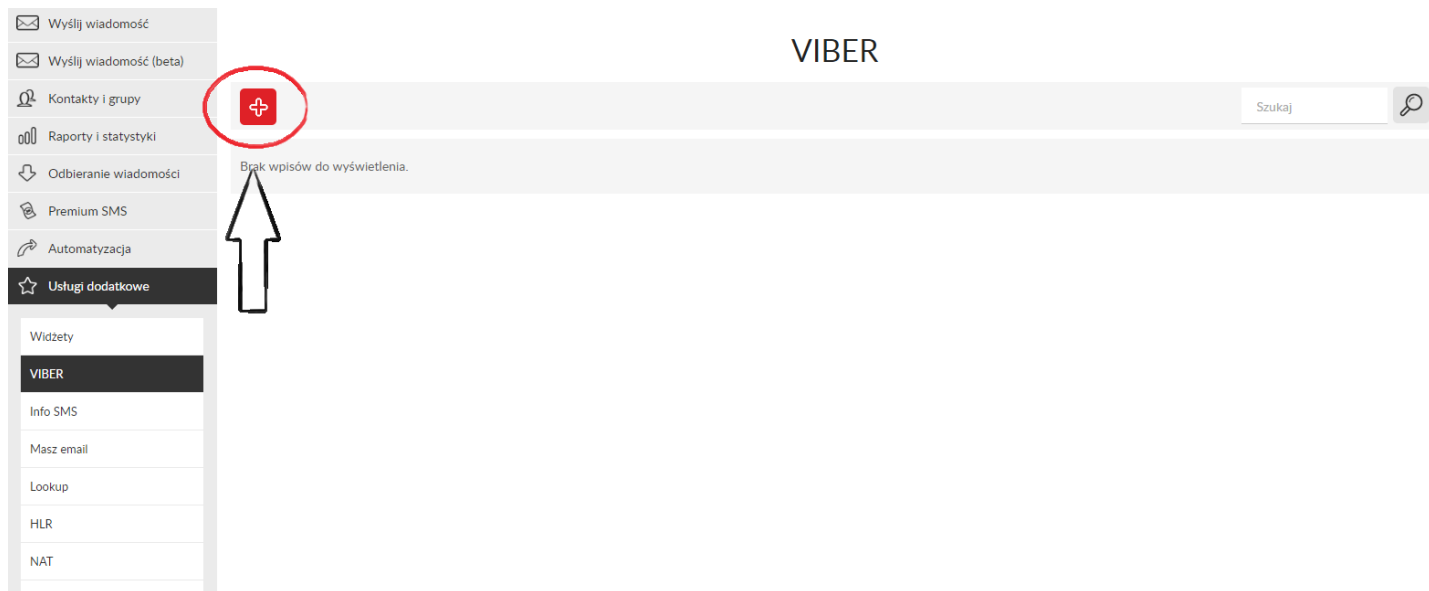 Wyślij wiadomość
Wyślij wiadomość (beta)
Kontakty i grupy
Raporty i statystyki
Odbieranie wiadomości
Premium SMS
Automatyzacja
Usługi dodatkowe
Widżety
VIBER
Info SMS
Masz email
Lookup
HLR
NAT
VIBER
Szukaj
Brak wpisów do wyświetlenia.